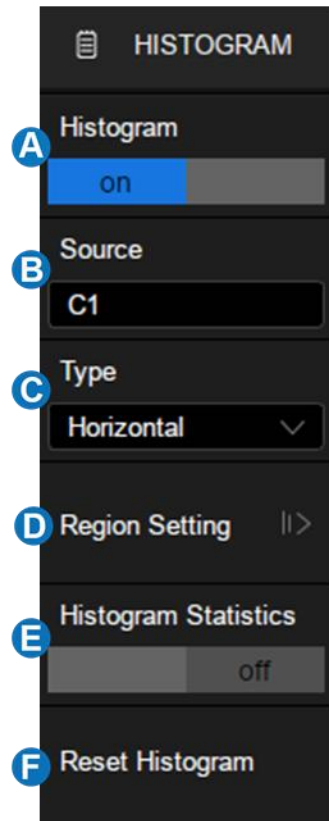 HISTOGRAM
A
Histogram
on
B
Source
C1
C
Type
Horizontal
D
Region Setting
E
Histogram Statistics
off
F
Reset Histogram